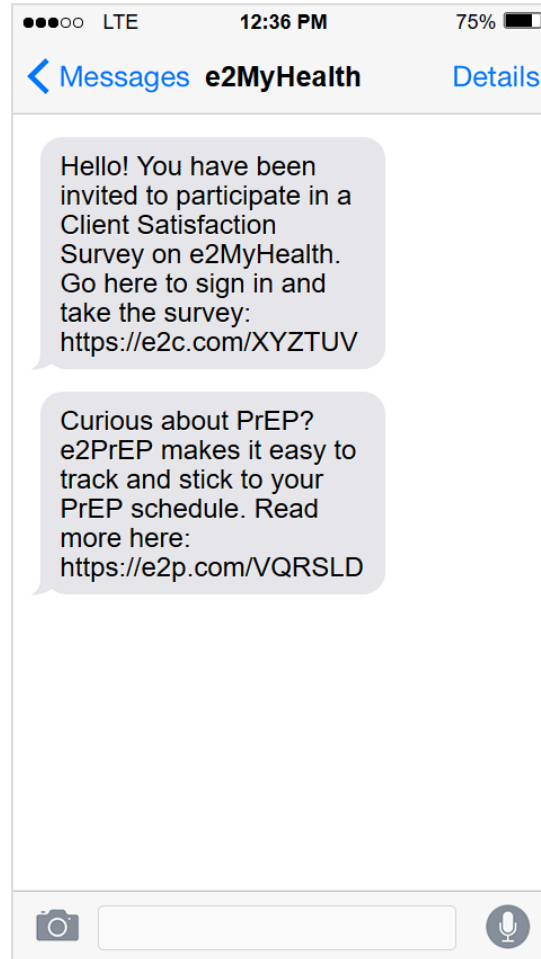 LTE 12:36 PM 75%
Messages e2MyHealth Details
Hello! You have been
invited to participate in a
Client Satisfaction
Survey on e2MyHealth.
Go here to sign in and
take the survey:
https://e2c.com/XYZTUV
Curious about PrEP?
e2PrEP makes it easy to
track and stick to your
PrEP schedule. Read
more here:
https://e2p.com/VQRSLD